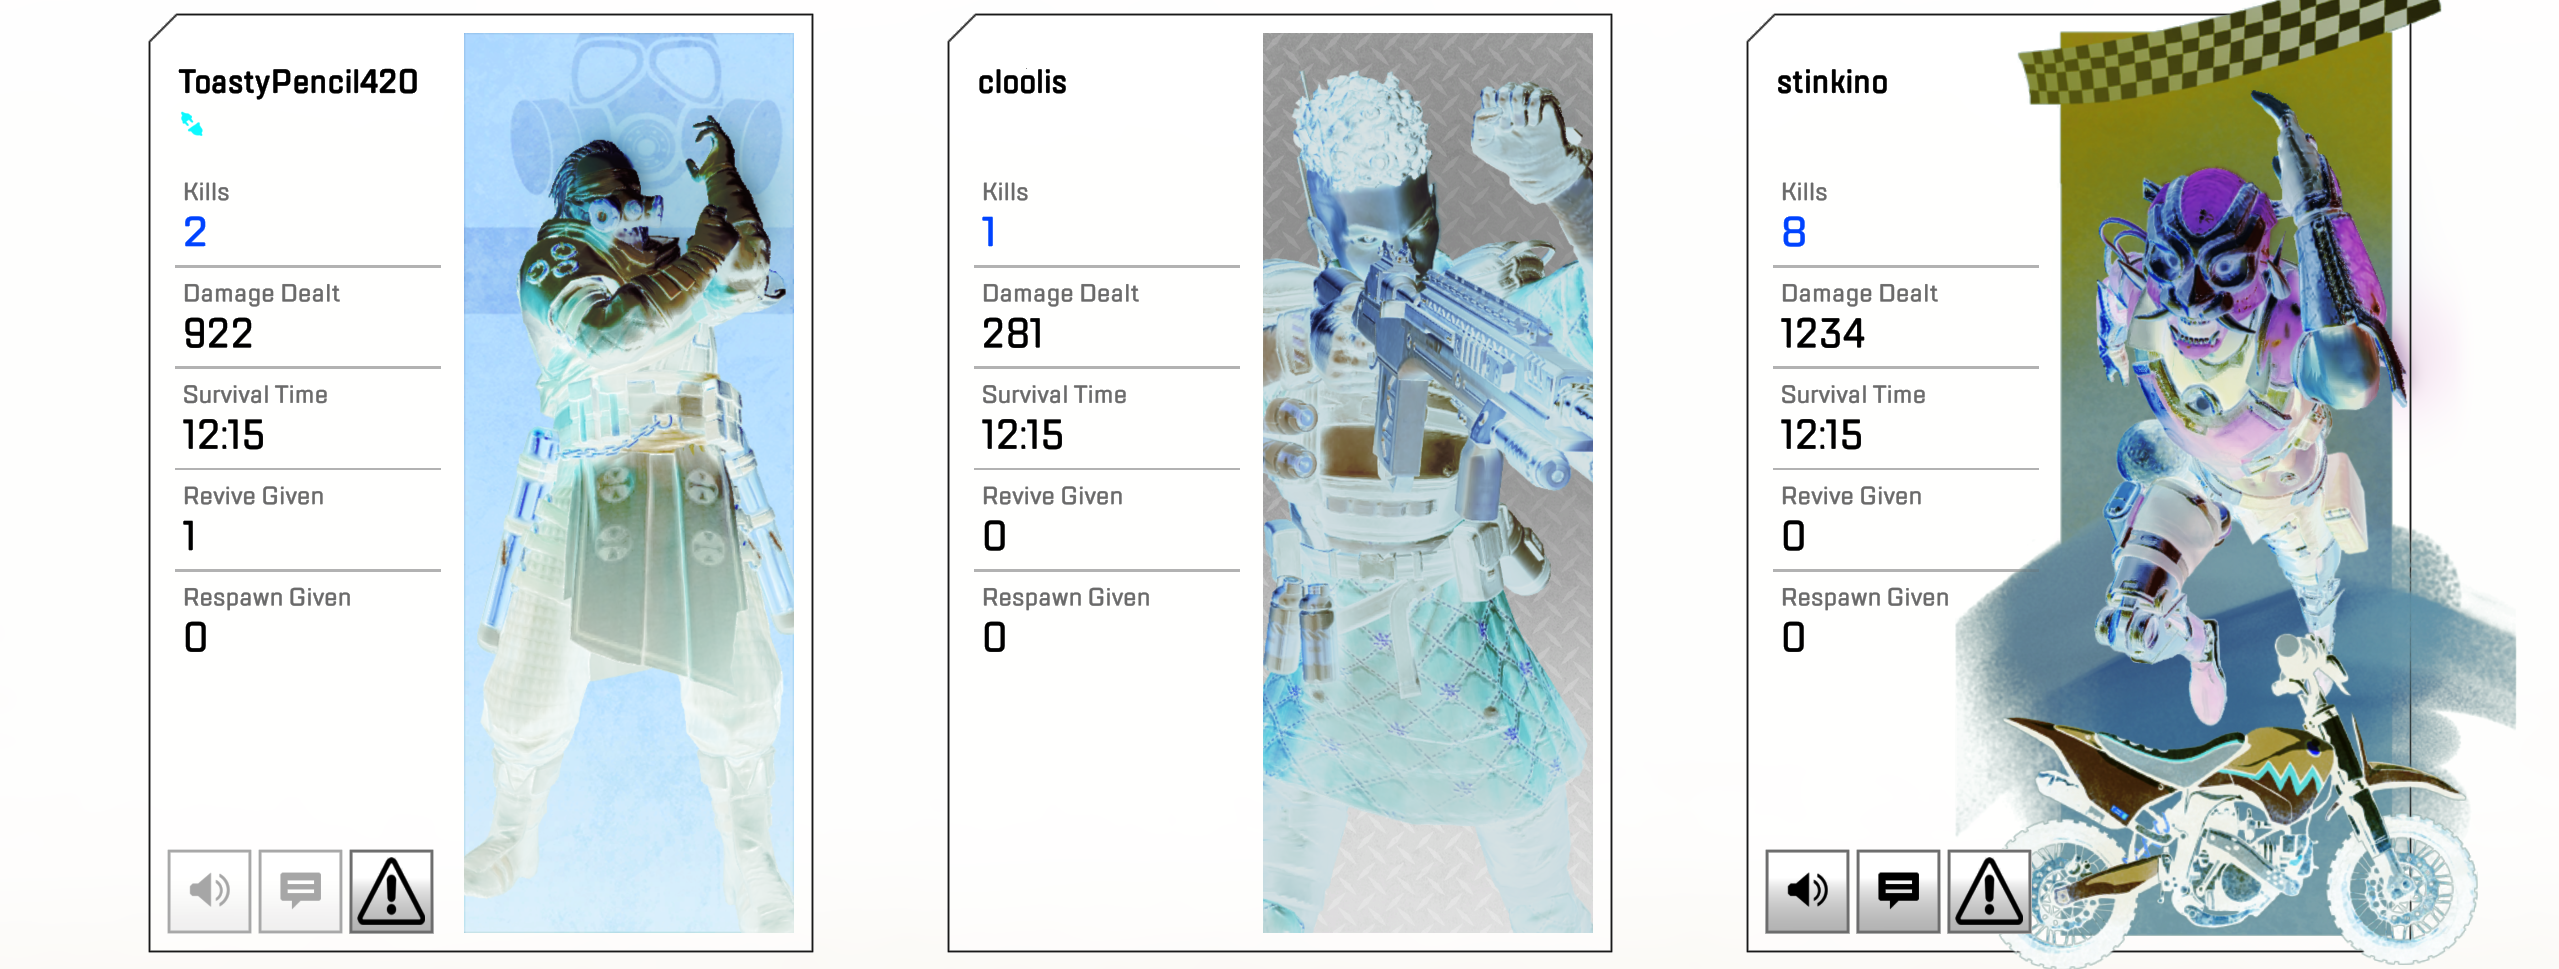 ToastyPencil420
Kills
2
Damage Dealt
922
Survival Time
12:15
Revive Given
1
Respawn Given
0
cloolis
Kills
1
Damage Dealt
281
Survival Time
12:15
Revive Given
0
Respawn Given
0
stinkino
Kills
8
Damage Dealt
1234
Survival Time
12:15
Revive Given
0
Respawn Given
0